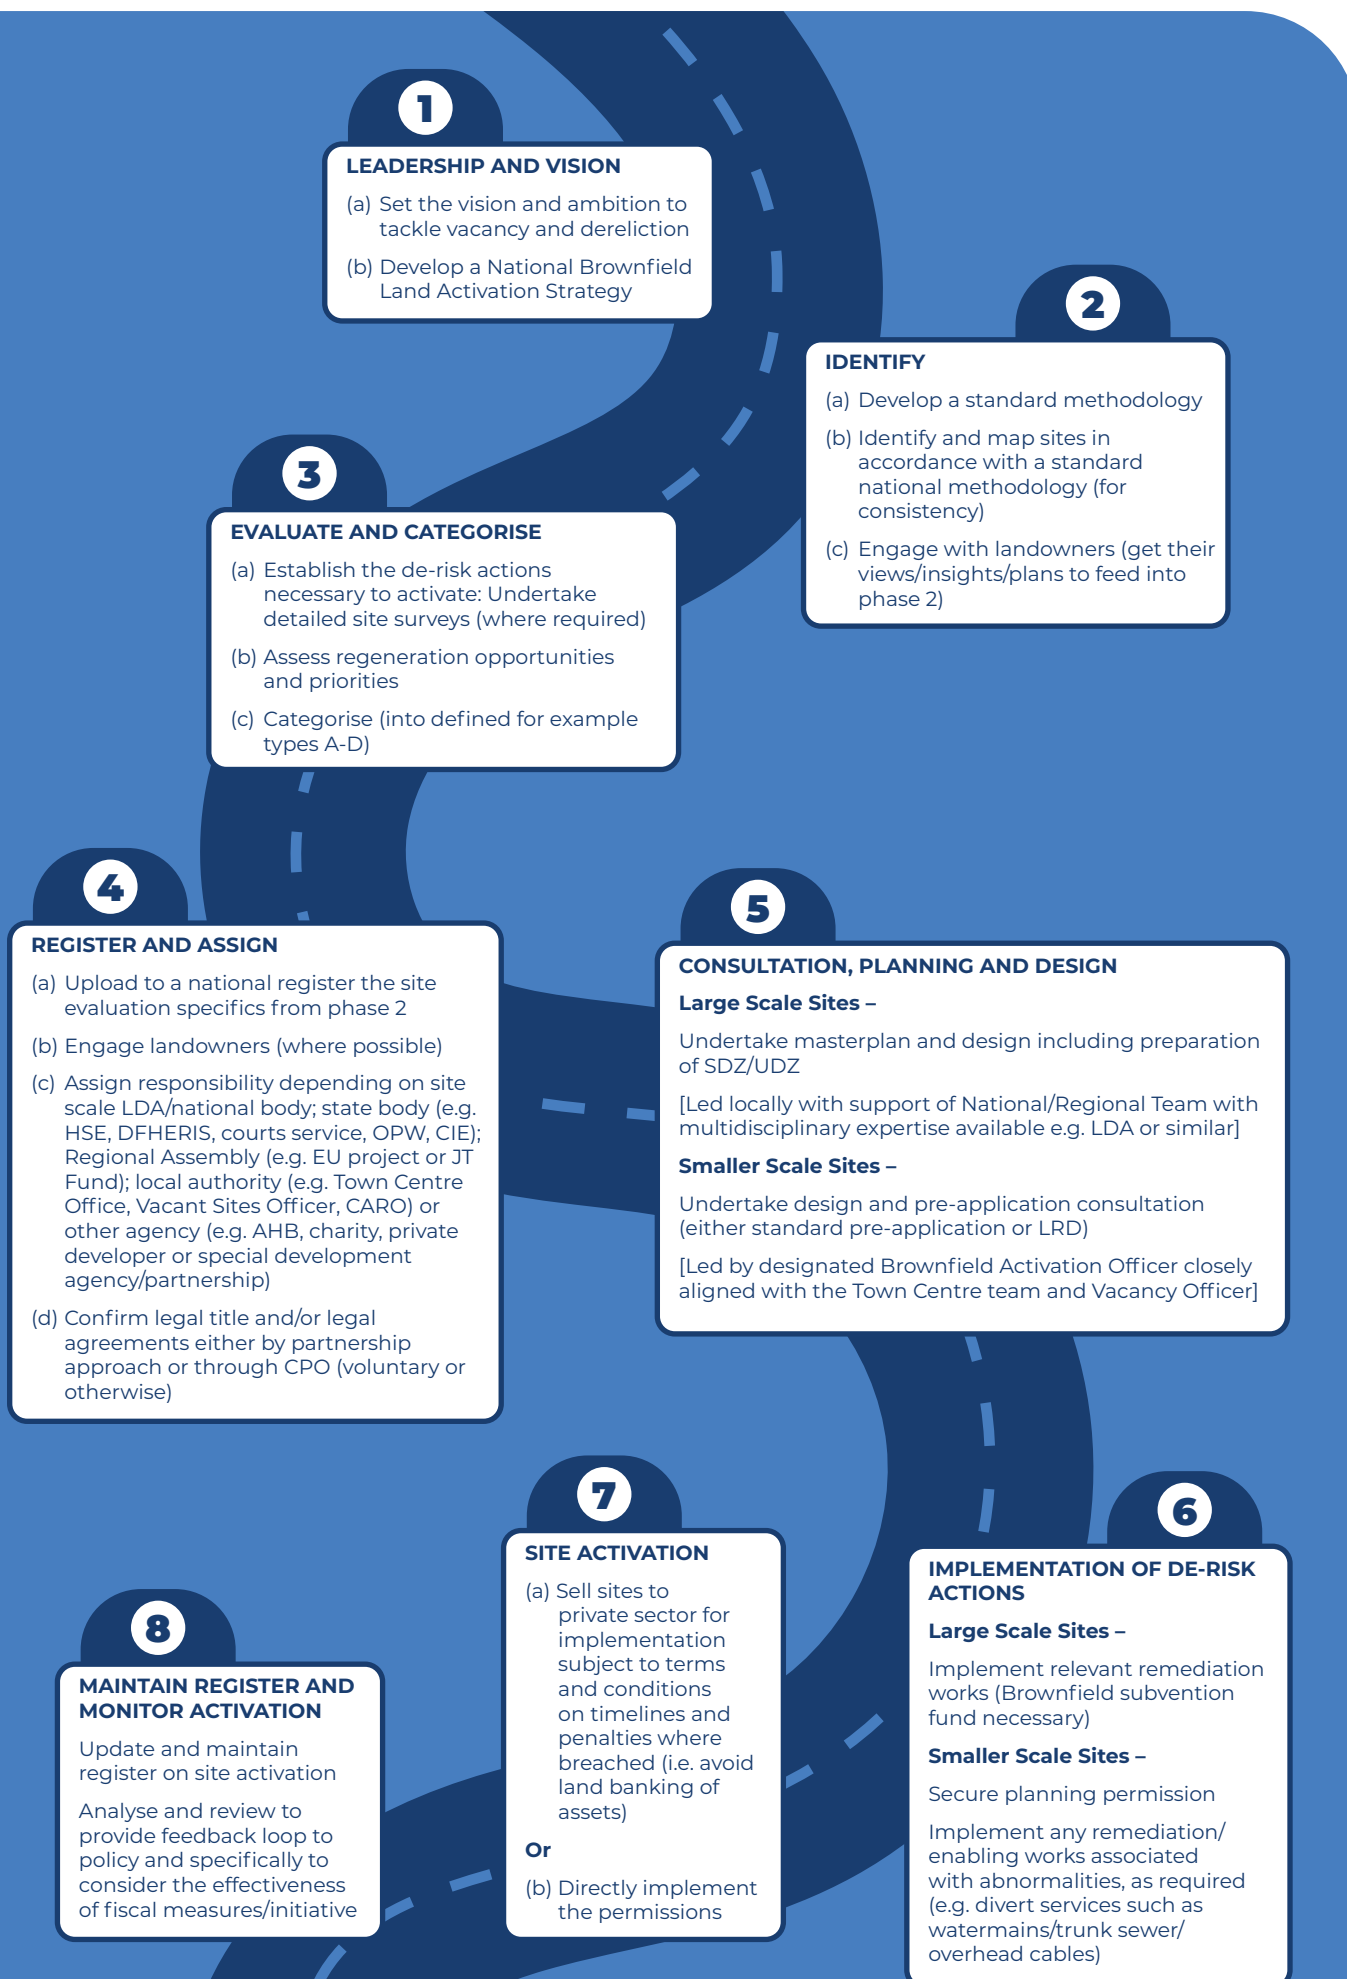 1
LEADERSHIP AND VISION
(a) Set the vision and ambition to
tackle vacancy and dereliction
(b) Develop a National Brownfield
Land Activation Strategy
2
IDENTIFY
(a) Develop a standard methodology
(b) Identify and map sites in
accordance with a standard
national methodology (for
consistency)
(c) Engage with landowners (get their
views/insights/plans to feed into
phase 2)
3
EVALUATE AND CATEGORISE
(a) Establish the de-risk actions
necessary to activate: Undertake
detailed site surveys (where required)
(b) Assess regeneration opportunities
and priorities
(c) Categorise (into defined for example
types A-D)
4
REGISTER AND ASSIGN
(a) Upload to a national register the site
evaluation specifics from phase 2
(b) Engage landowners (where possible)
(c) Assign responsibility depending on site
scale LDA/national body; state body (e.g.
HSE, DFHERIS, courts service, OPW, CIE);
Regional Assembly (e.g. EU project or JT
Fund); local authority (e.g. Town Centre
Office, Vacant Sites Officer, CARO) or
other agency (e.g. AHB, charity, private
developer or special development
agency/partnership)
(d) Confirm legal title and/or legal
agreements either by partnership
approach or through CPO (voluntary or
otherwise)
5
CONSULTATION, PLANNING AND DESIGN
Large Scale Sites –
Undertake masterplan and design including preparation
of SDZ/UDZ
[Led locally with support of National/Regional Team with
multidisciplinary expertise available e.g. LDA or similar]
Smaller Scale Sites –
Undertake design and pre-application consultation
(either standard pre-application or LRD)
[Led by designated Brownfield Activation Officer closely
aligned with the Town Centre team and Vacancy Officer]
6
IMPLEMENTATION OF DE-RISK
ACTIONS
Large Scale Sites –
Implement relevant remediation
works (Brownfield subvention
fund necessary)
Smaller Scale Sites –
Secure planning permission
Implement any remediation/
enabling works associated
with abnormalities, as required
(e.g. divert services such as
watermains/trunk sewer/
overhead cables)
7
SITE ACTIVATION
(a) Sell sites to
private sector for
implementation
subject to terms
and conditions
on timelines and
penalties where
breached (i.e. avoid
land banking of
assets)
Or
(b) Directly implement
the permissions
8
MAINTAIN REGISTER AND
MONITOR ACTIVATION
Update and maintain
register on site activation
Analyse and review to
provide feedback loop to
policy and specifically to
consider the effectiveness
of fiscal measures/initiative